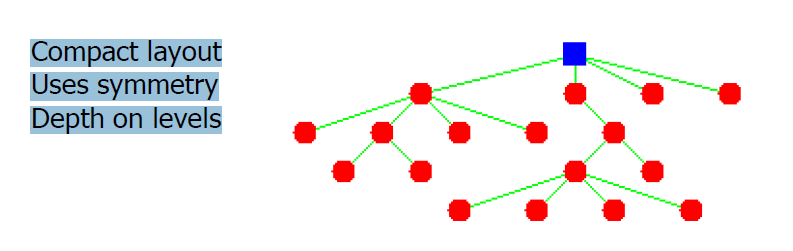 Compact layout
Uses symmetry
Depth on levels